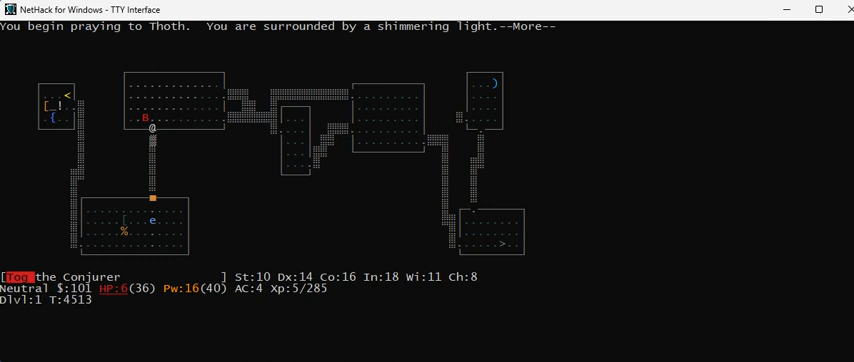 NetHack for Windows - TTY Interface
You begin praying to Thoth.  You are surrounded by a shimmering light.--More--
[Tog the Conjurer                ] St:10 Dx:14 Co:16 In:18 Wi:11 Ch:8
Neutral $:101 HP:6(36) Pw:16(40) AC:4 Xp:5/285
Dlvl:1 T:4513